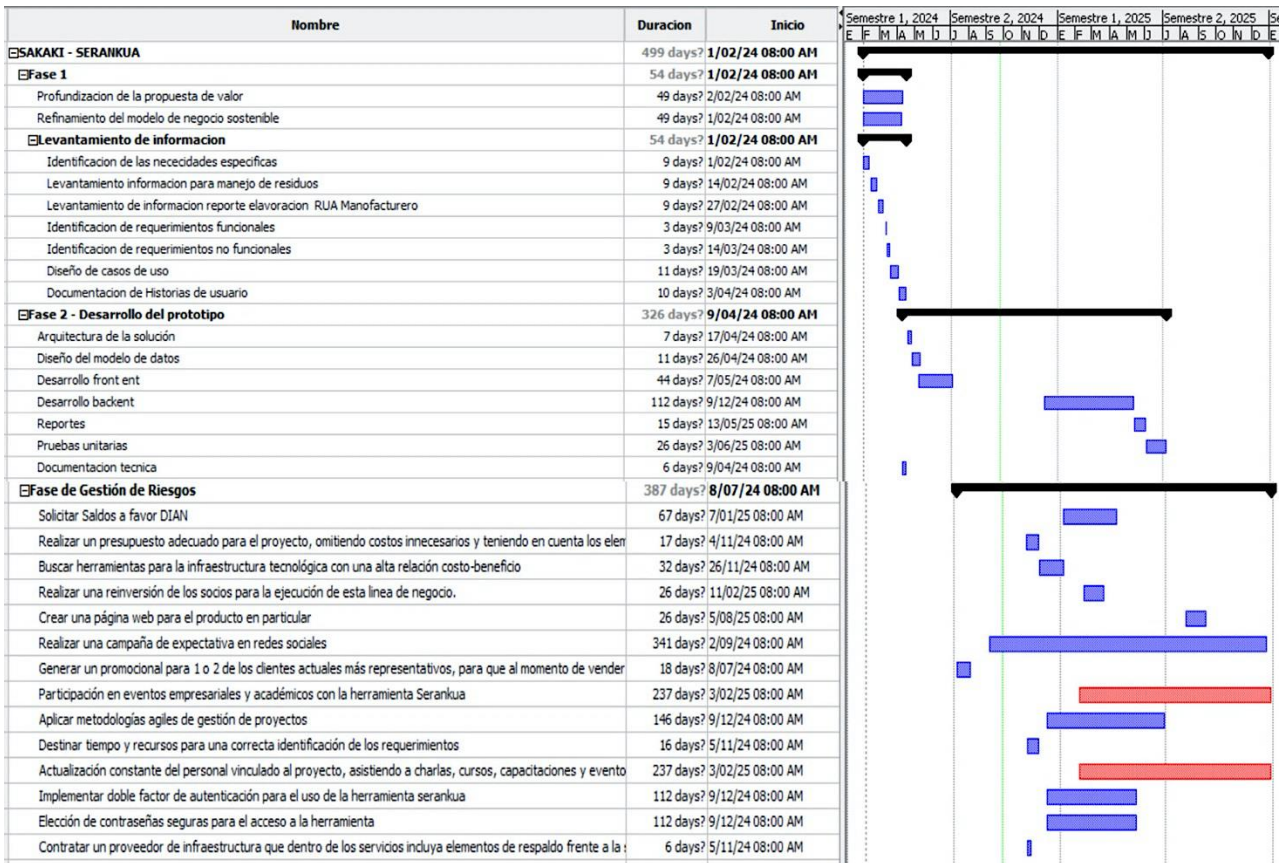 Nombre Duracion Inicio Semestre 1, 2024 Semestre 2, 2024 Semestre 1, 2025 Semestre 2, 2025 Se
E F M A M J J A S O N D E F M A M J J A S O N D E
SAKAKI - SERANKUA 499 days? 1/02/24 08:00 AM
Fase 1 54 days? 1/02/24 08:00 AM
Profundizacion de la propuesta de valor 49 days? 2/02/24 08:00 AM
Refinamiento del modelo de negocio sostenible 49 days? 1/02/24 08:00 AM
Levantamiento de informacion 54 days? 1/02/24 08:00 AM
Identificacion de las nececidades especificas 9 days? 1/02/24 08:00 AM
Levantamiento informacion para manejo de residuos 9 days? 14/02/24 08:00 AM
Levantamiento de informacion reporte elavoracion RUA Manofacturero 9 days? 27/02/24 08:00 AM
Identificacion de requerimientos funcionales 3 days? 9/03/24 08:00 AM
Identificacion de requerimientos no funcionales 3 days? 14/03/24 08:00 AM
Diseño de casos de uso 11 days? 19/03/24 08:00 AM
Documentacion de Historias de usuario 10 days? 3/04/24 08:00 AM
Fase 2 - Desarrollo del prototipo 326 days? 9/04/24 08:00 AM
Arquitectura de la solución 7 days? 17/04/24 08:00 AM
Diseño del modelo de datos 11 days? 26/04/24 08:00 AM
Desarrollo front ent 44 days? 7/05/24 08:00 AM
Desarrollo backent 112 days? 9/12/24 08:00 AM
Reportes 15 days? 13/05/25 08:00 AM
Pruebas unitarias 26 days? 3/06/25 08:00 AM
Documentacion tecnica 6 days? 9/04/24 08:00 AM
Fase de Gestión de Riesgos 387 days? 8/07/24 08:00 AM
Solicitar Saldos a favor DIAN 67 days? 7/01/25 08:00 AM
Realizar un presupuesto adecuado para el proyecto, omitiendo costos innecesarios y teniendo en cuenta los elem 17 days? 4/11/24 08:00 AM
Buscar herramientas para la infraestructura tecnológica con una alta relación costo-beneficio 32 days? 26/11/24 08:00 AM
Realizar una reinversión de los socios para la ejecución de esta linea de negocio. 26 days? 11/02/25 08:00 AM
Crear una página web para el producto en particular 26 days? 5/08/25 08:00 AM
Realizar una campaña de expectativa en redes sociales 341 days? 2/09/24 08:00 AM
Generar un promocional para 1 o 2 de los clientes actuales más representativos, para que al momento de vender 18 days? 8/07/24 08:00 AM
Participación en eventos empresariales y académicos con la herramienta Serankua 237 days? 3/02/25 08:00 AM
Aplicar metodologías agiles de gestión de proyectos 146 days? 9/12/24 08:00 AM
Destinar tiempo y recursos para una correcta identificación de los requerimientos 16 days? 5/11/24 08:00 AM
Actualización constante del personal vinculado al proyecto, asistiendo a charlas, cursos, capacitaciones y evento 237 days? 3/02/25 08:00 AM
Implementar doble factor de autenticación para el uso de la herramienta serankua 112 days? 9/12/24 08:00 AM
Elección de contraseñas seguras para el acceso a la herramienta 112 days? 9/12/24 08:00 AM
Contratar un proveedor de infraestructura que dentro de los servicios incluya elementos de respaldo frente a la s 6 days? 5/11/24 08:00 AM